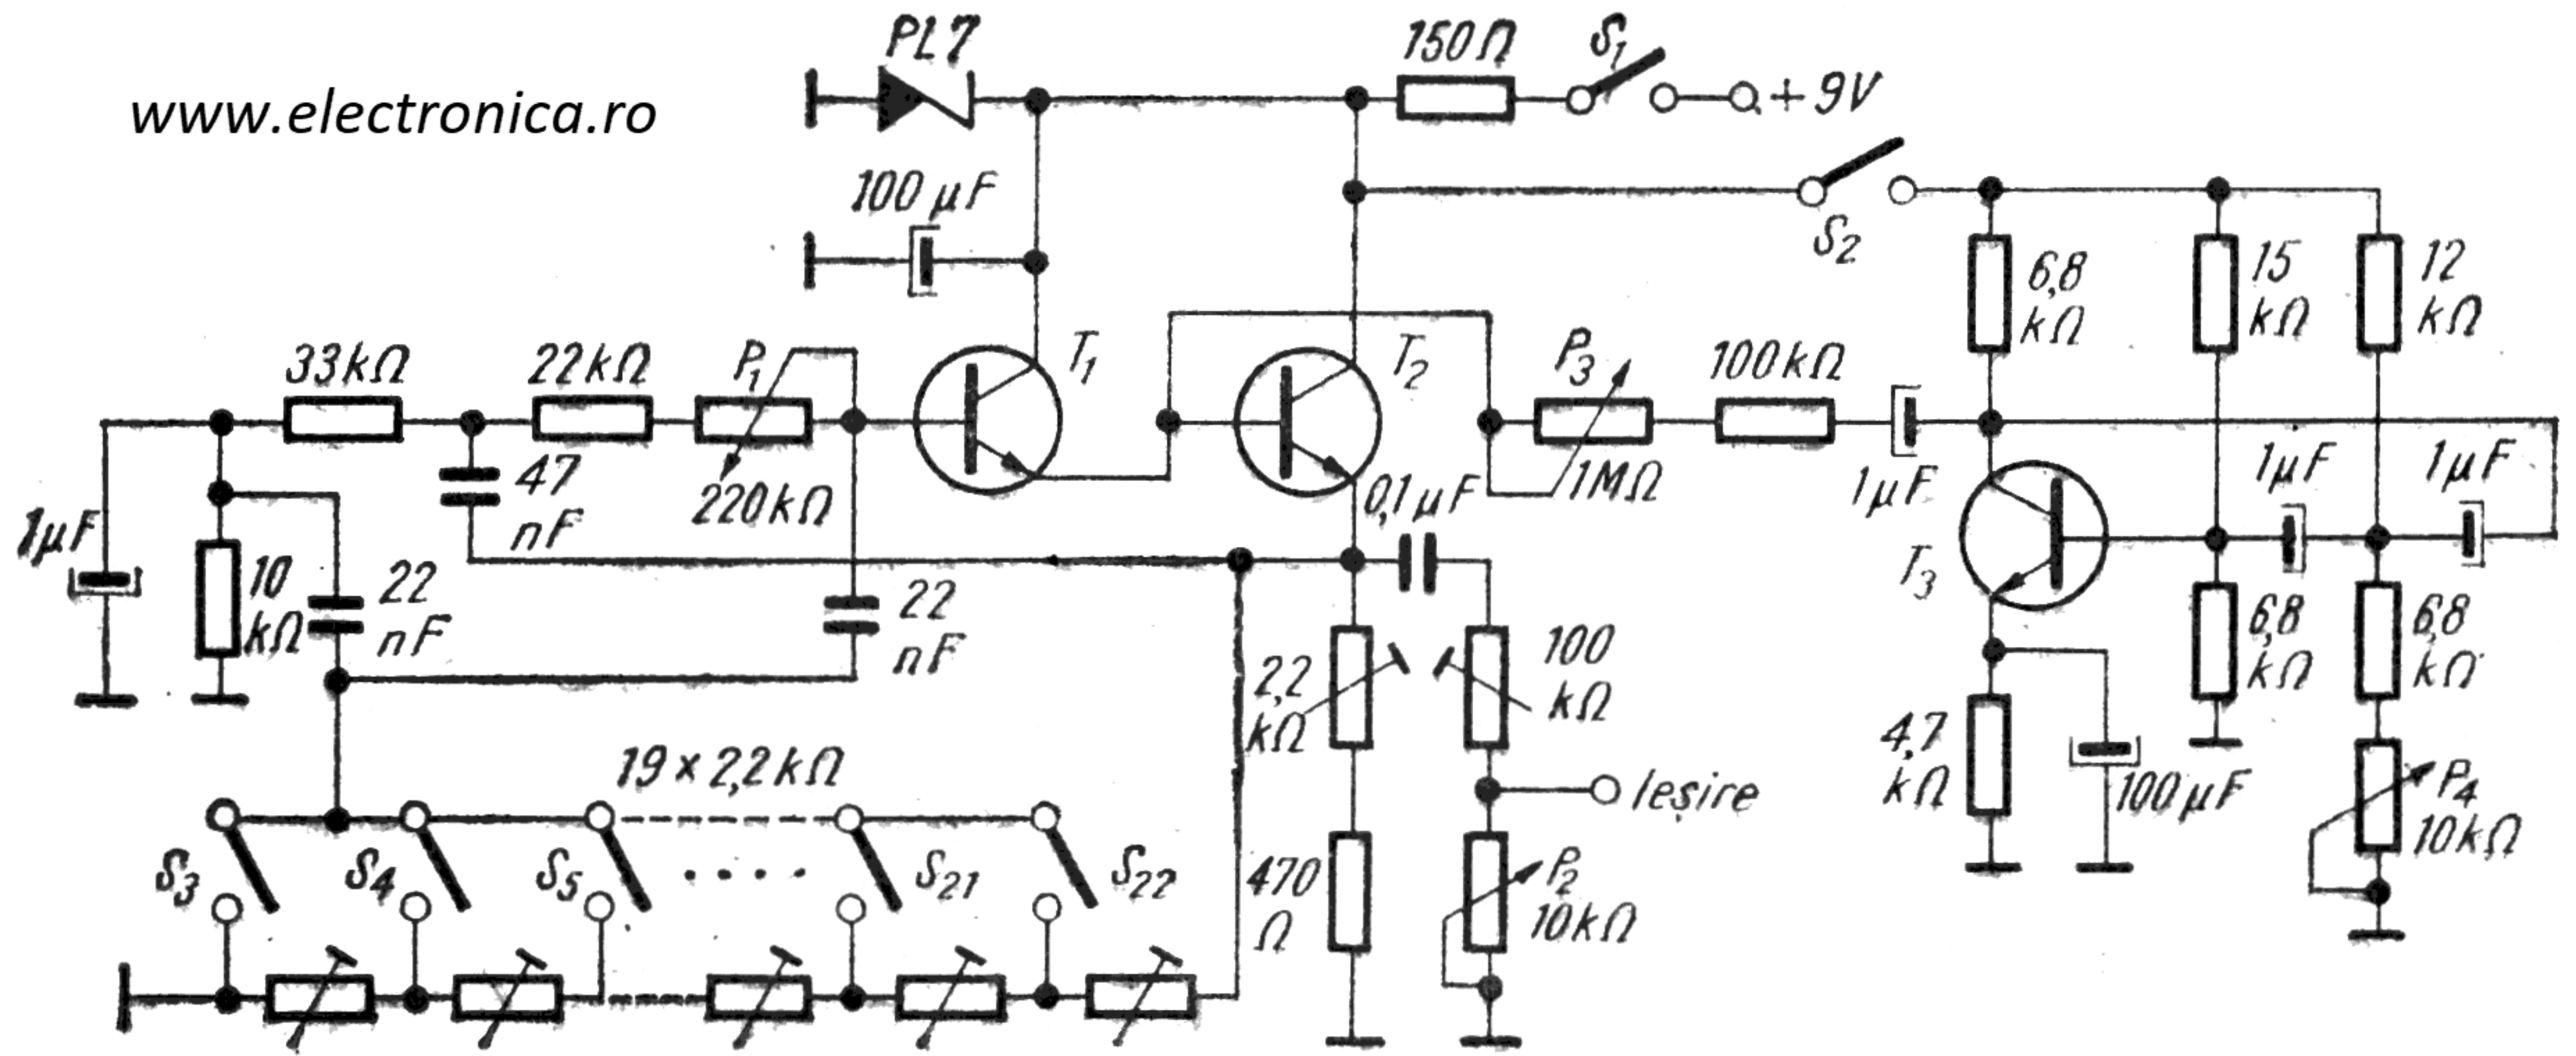 www.electronica.ro
PL7
150Ω
S1
+9V
100 μF
S2
6,8
kΩ
15
kΩ
12
kΩ
33kΩ
22kΩ
P1
T1
T2
P3
100kΩ
47
nF
220kΩ
0,1μF
1MΩ
1μF
1μF
1μF
1μF
T3
10
kΩ
22
nF
22
nF
2,2
kΩ
100
kΩ
6,8
kΩ
6,8
kΩ
4,7
kΩ
100μF
P4
10kΩ
19×2,2kΩ
Ieșire
S3
S4
S5
....
S21
S22
470
Ω
P2
10kΩ